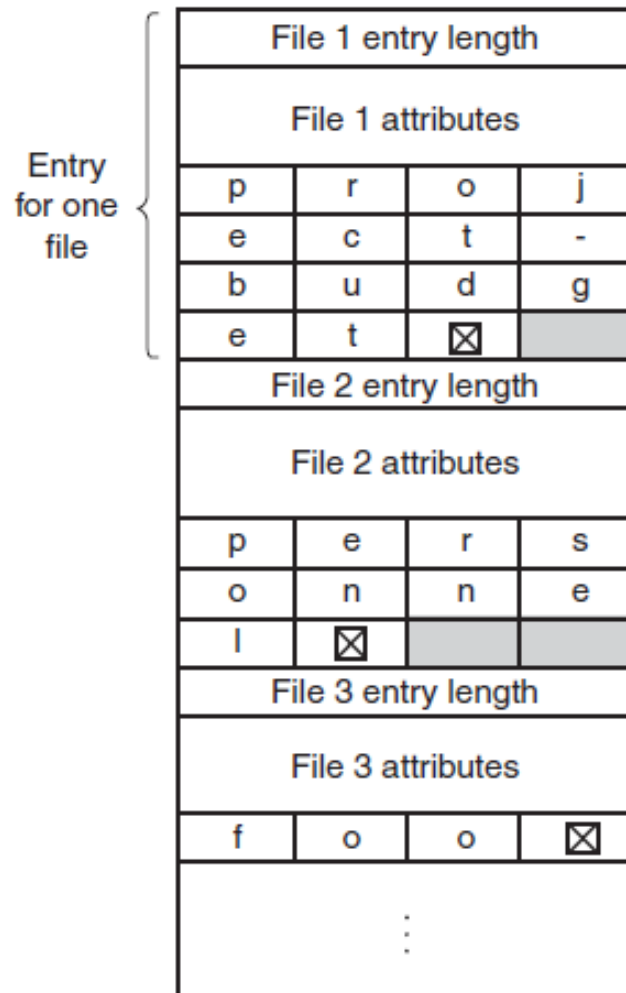 File 1 entry length
File 1 attributes
Entry
for one
file
p r o j
e c t -
b u d g
e t ☒
File 2 entry length
File 2 attributes
p e r s
o n n e
l ☒
File 3 entry length
File 3 attributes
f o o ☒
⋮